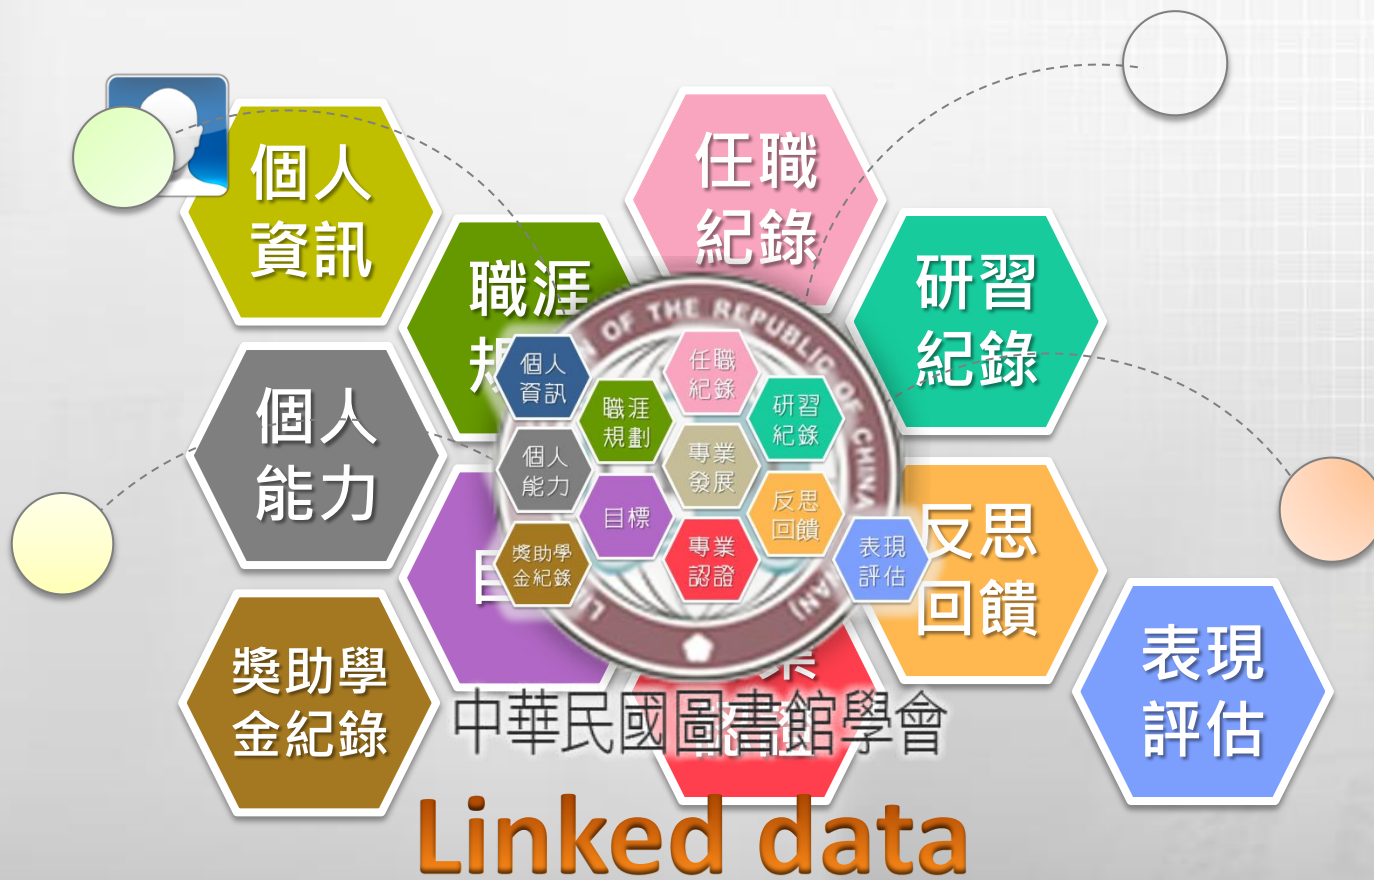 個人
資訊
任職
紀錄
職涯
研習
紀錄
個人
能力
反思
回饋
獎助學
金紀錄
表現
評估
OF THE REPUBLIC OF CHINA
個人
資訊
任職
紀錄
職涯
規劃
研習
紀錄
個人
能力
專業
發展
目標
反思
回饋
獎助學
金紀錄
專業
認證
表現
評估
中華民國圖書館學會
Linked data